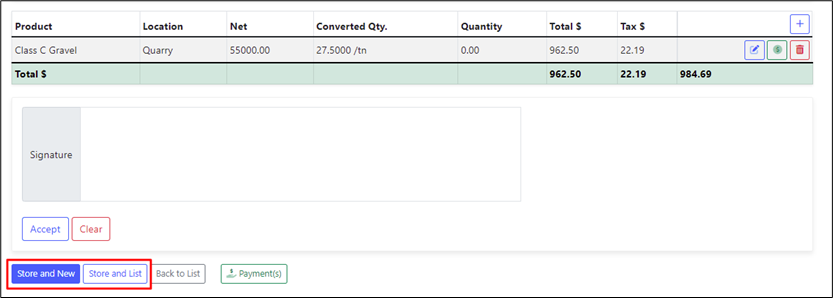 Product Location Net Converted Qty. Quantity Total $ Tax $ +
Class C Gravel Quarry 55000.00 27.5000 /tn 0.00 962.50 22.19
Total $ 962.50 22.19 984.69
Signature
Accept Clear
Store and New Store and List Back to List Payment(s)